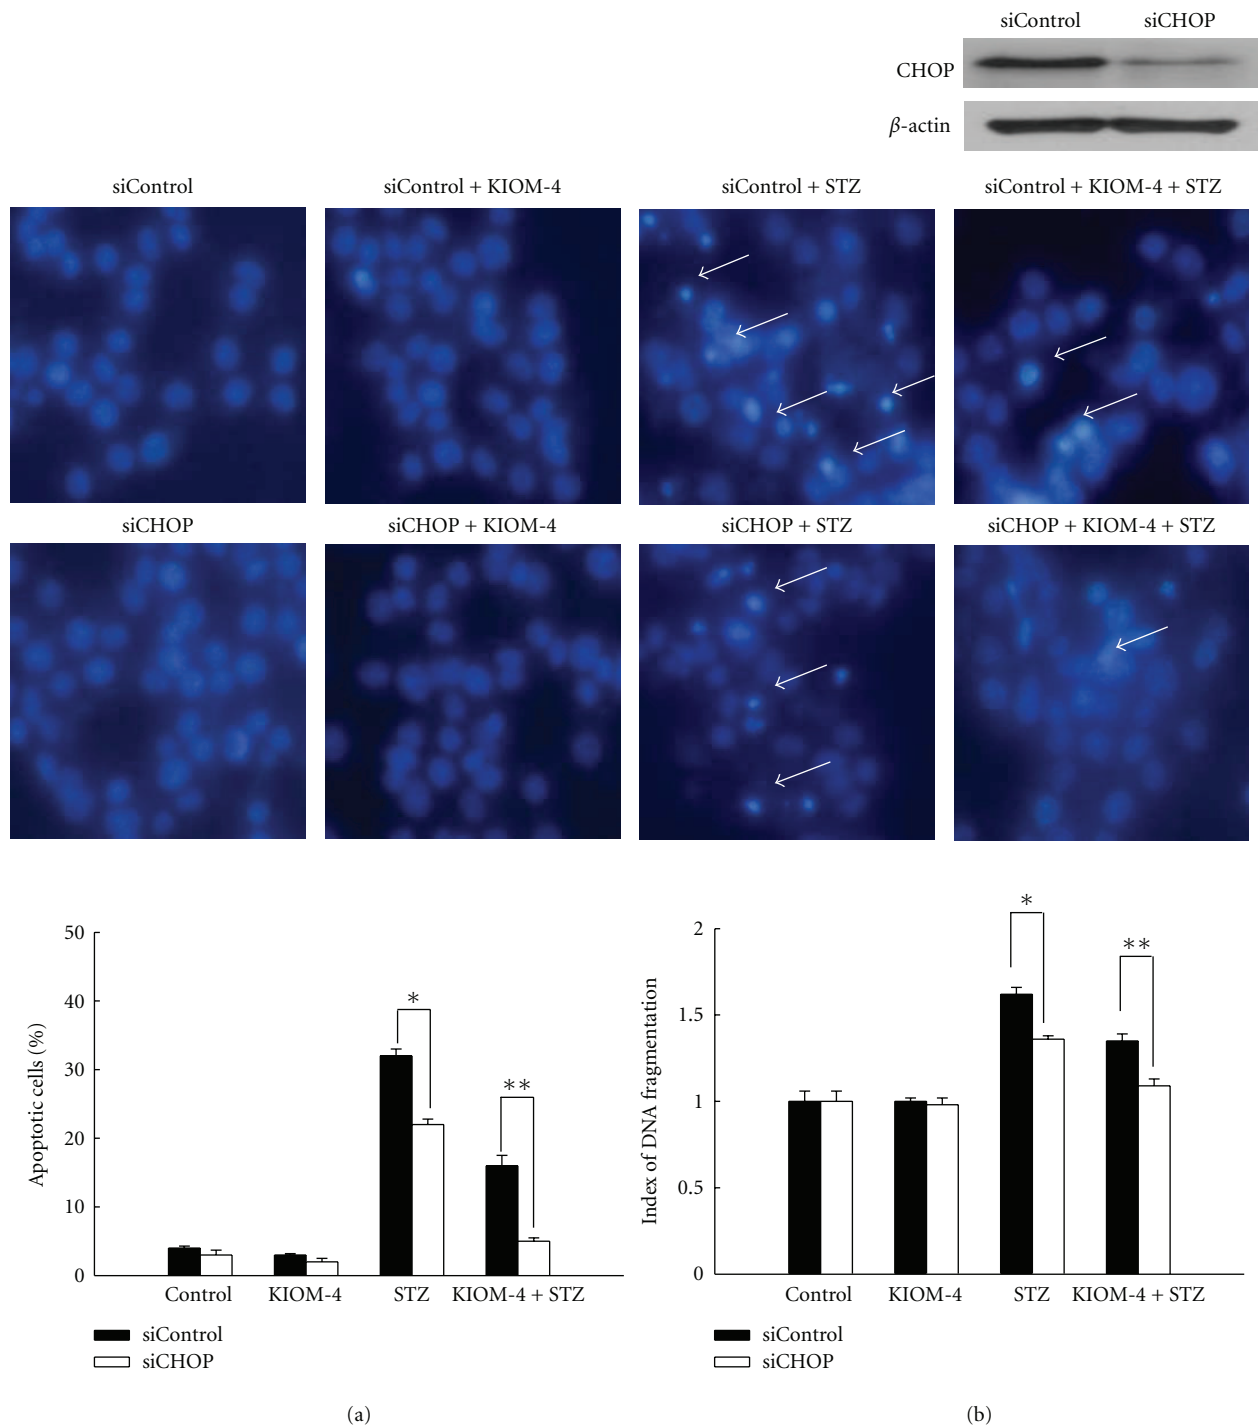 siControl siCHOP
CHOP
β-actin
siControl siControl + KIOM-4 siControl + STZ siControl + KIOM-4 + STZ
siCHOP siCHOP + KIOM-4 siCHOP + STZ siCHOP + KIOM-4 + STZ
Apoptotic cells (%)
50
40
30
20
10
0
*
**
Control KIOM-4 STZ KIOM-4 + STZ
siControl
siCHOP
(a)
Index of DNA fragmentation
2
1.5
1
0.5
0
*
**
Control KIOM-4 STZ KIOM-4 + STZ
siControl
siCHOP
(b)